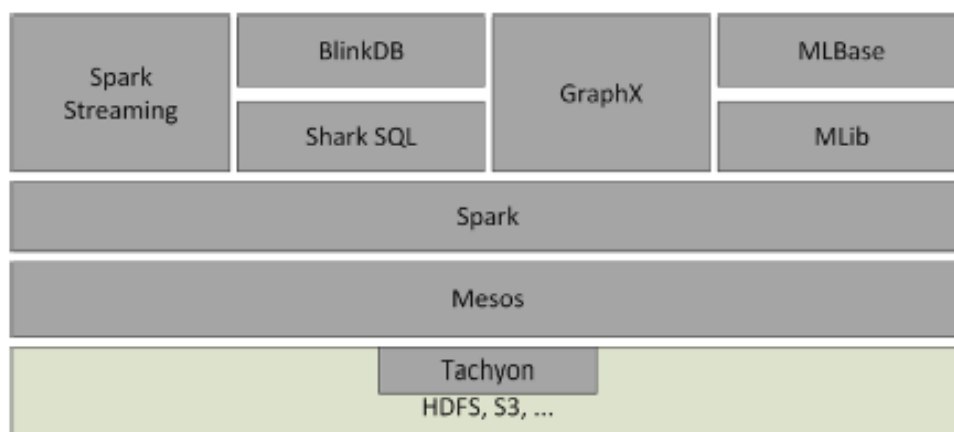 Spark
Streaming
BlinkDB
Shark SQL
GraphX
MLBase
MLib
Spark
Mesos
Tachyon
HDFS, S3, ...